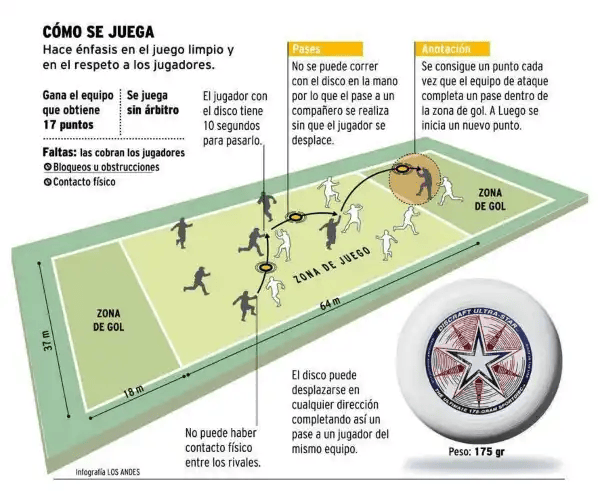 CÓMO SE JUEGA
Hace énfasis en el juego limpio y
en el respeto a los jugadores.
Gana el equipo
que obtiene
17 puntos
Se juega
sin árbitro
Faltas: las cobran los jugadores
Bloqueos u obstrucciones
Contacto físico
El jugador con
el disco tiene
10 segundos
para pasarlo.
Pases
No se puede correr
con el disco en la mano
por lo que el pase a un
compañero se realiza
sin que el jugador se
desplace.
Anotación
Se consigue un punto cada
vez que el equipo de ataque
completa un pase dentro de
la zona de gol. A Luego se
inicia un nuevo punto.
ZONA
DE GOL
ZONA DE JUEGO
64 m
ZONA
DE GOL
37 m
18 m
No puede haber
contacto físico
entre los rivales.
El disco puede
desplazarse en
cualquier dirección
completando así un
pase a un jugador del
mismo equipo.
DISCRAFT ULTRA-STAR
Peso: 175 gr
Infografía LOS ANDES